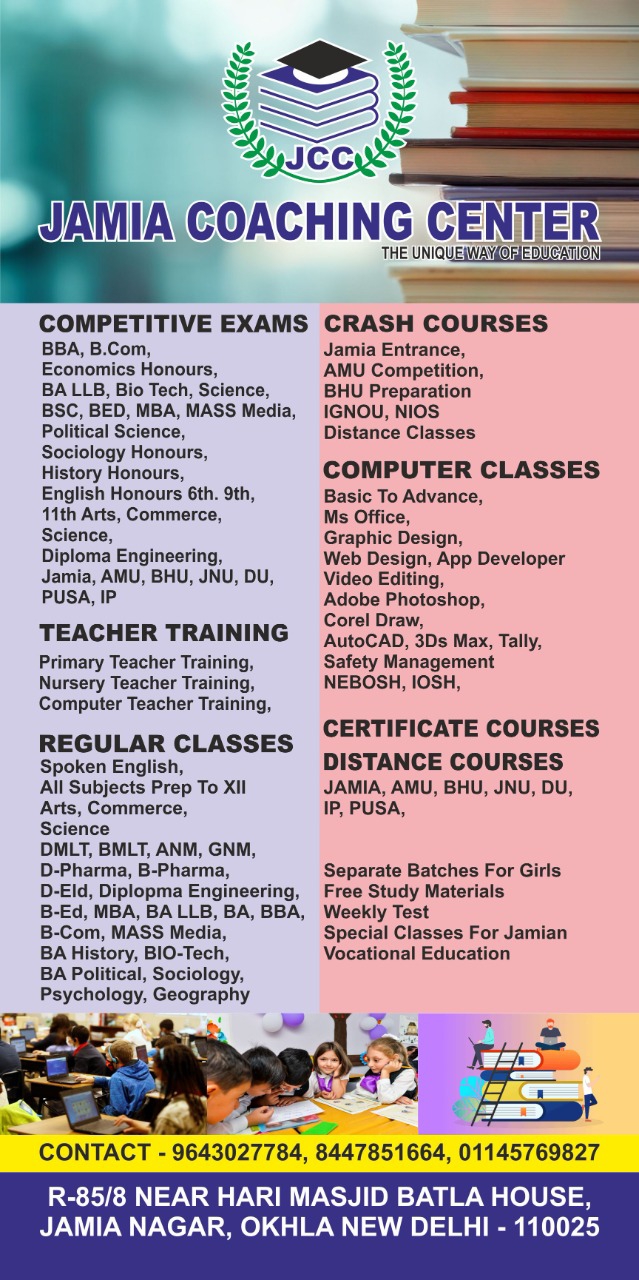 JCC
JAMIA COACHING CENTER
THE UNIQUE WAY OF EDUCATION
COMPETITIVE EXAMS
BBA, B.Com,
Economics Honours,
BA LLB, Bio Tech, Science,
BSC, BED, MBA, MASS Media,
Political Science,
Sociology Honours,
History Honours,
English Honours 6th. 9th,
11th Arts, Commerce,
Science,
Diploma Engineering,
Jamia, AMU, BHU, JNU, DU,
PUSA, IP
TEACHER TRAINING
Primary Teacher Training,
Nursery Teacher Training,
Computer Teacher Training,
REGULAR CLASSES
Spoken English,
All Subjects Prep To XII
Arts, Commerce,
Science
DMLT, BMLT, ANM, GNM,
D-Pharma, B-Pharma,
D-Eld, Diplopma Engineering,
B-Ed, MBA, BA LLB, BA, BBA,
B-Com, MASS Media,
BA History, BIO-Tech,
BA Political, Sociology,
Psychology, Geography
CRASH COURSES
Jamia Entrance,
AMU Competition,
BHU Preparation
IGNOU, NIOS
Distance Classes
COMPUTER CLASSES
Basic To Advance,
Ms Office,
Graphic Design,
Web Design, App Developer
Video Editing,
Adobe Photoshop,
Corel Draw,
AutoCAD, 3Ds Max, Tally,
Safety Management
NEBOSH, IOSH,
CERTIFICATE COURSES
DISTANCE COURSES
JAMIA, AMU, BHU, JNU, DU,
IP, PUSA,
Separate Batches For Girls
Free Study Materials
Weekly Test
Special Classes For Jamian
Vocational Education
CONTACT - 9643027784, 8447851664, 01145769827
R-85/8 NEAR HARI MASJID BATLA HOUSE,
JAMIA NAGAR, OKHLA NEW DELHI - 110025